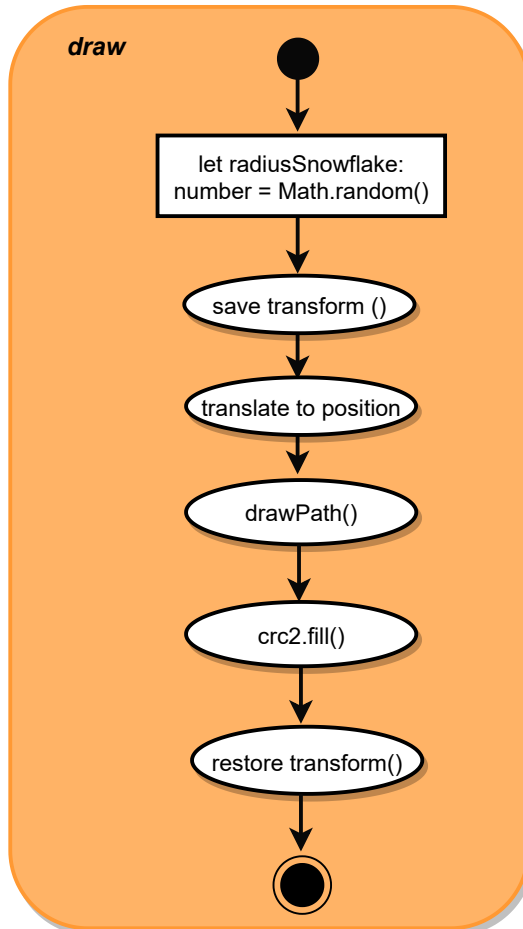 draw
let radiusSnowflake:
number = Math.random()
save transform ()
translate to position
drawPath()
crc2.fill()
restore transform()